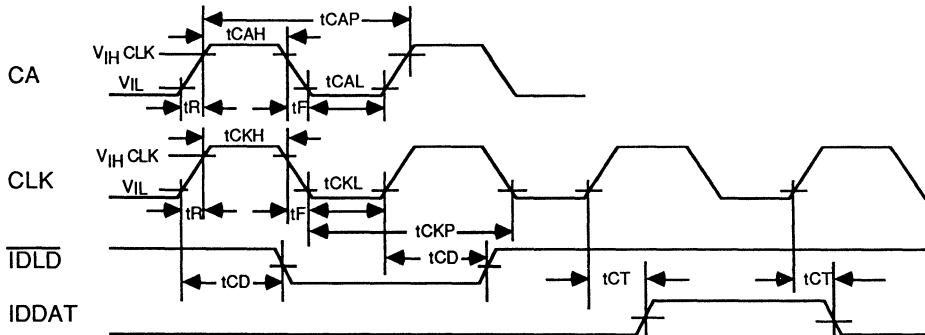 tCAP
tCAH
VIH CLK
CA
tCAL
VIL
tR
tF
tCKH
VIH CLK
CLK
tCKL
VIL
tR
tF
tCKP
IDLD
tCD
tCD
tCT
tCT
IDDAT